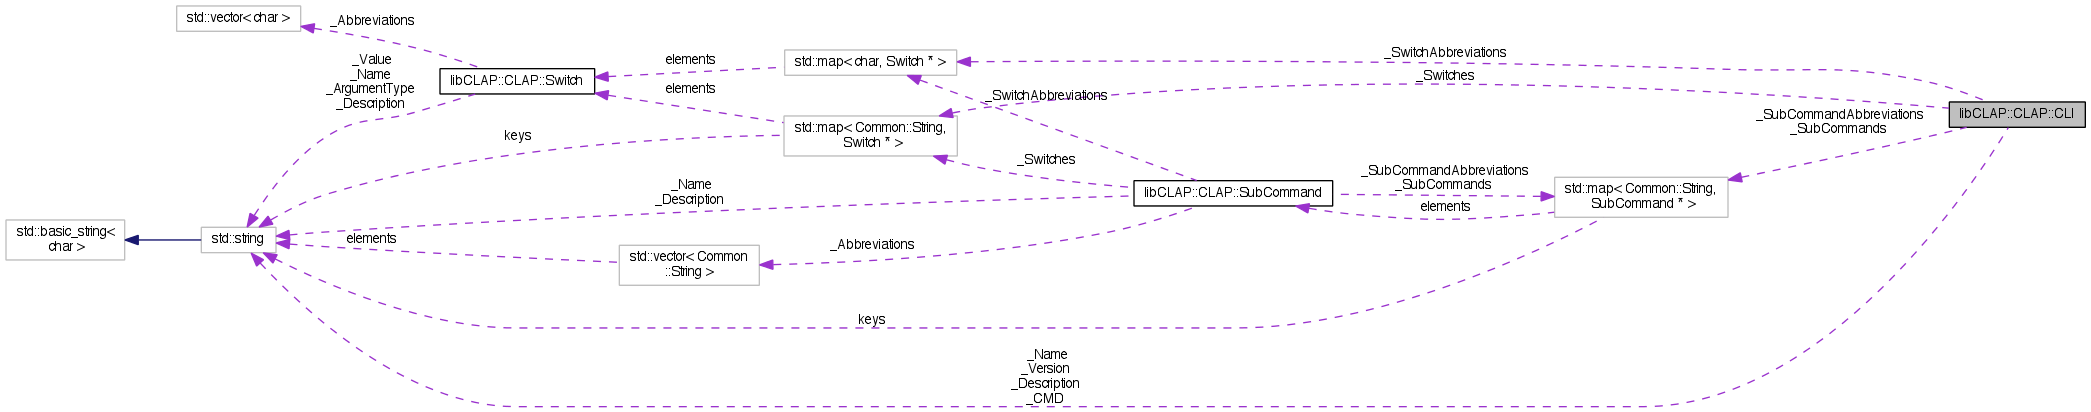 std::vector< char >
_Abbreviations
_Value
_Name
_ArgumentType
_Description
libCLAP::CLAP::Switch
elements
elements
std::map< char, Switch * >
_SwitchAbbreviations
_Switches
_SwitchAbbreviations
std::map< Common::String,
Switch * >
keys
_Switches
libCLAP::CLAP::CLI
_SubCommandAbbreviations
_SubCommands
_Name
_Description
libCLAP::CLAP::SubCommand
_SubCommandAbbreviations
_SubCommands
elements
std::map< Common::String,
SubCommand * >
std::basic_string<
char >
std::string
elements
std::vector< Common
::String >
_Abbreviations
keys
_Name
_Version
_Description
_CMD